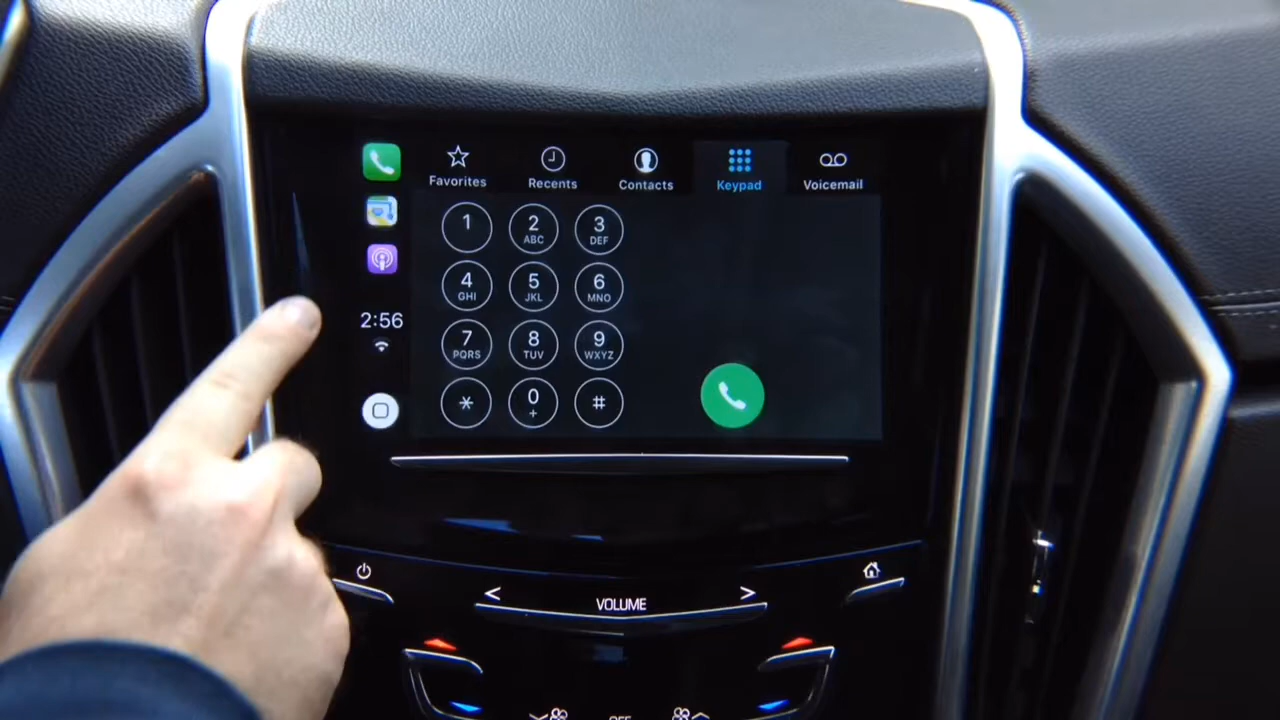 Favorites Recents Contacts Keypad Voicemail
1 2 3
ABC DEF
4 5 6
GHI JKL MNO
7 8 9
PQRS TUV WXYZ
* 0 #
+
2:56
< VOLUME >
OFF